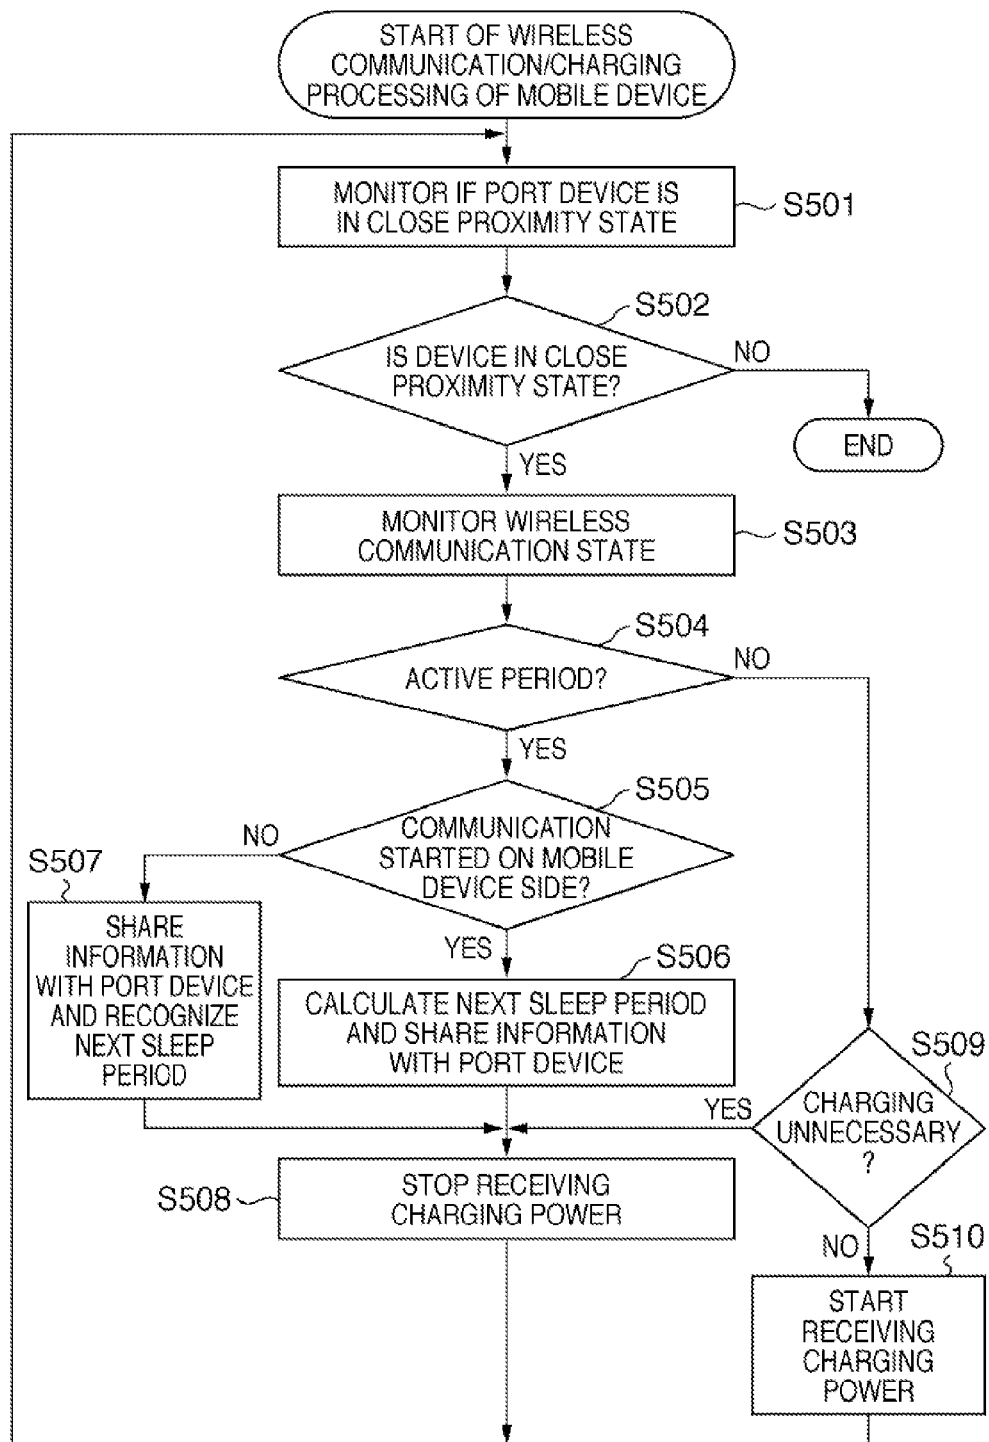 START OF WIRELESS
COMMUNICATION/CHARGING
PROCESSING OF MOBILE DEVICE
MONITOR IF PORT DEVICE IS
IN CLOSE PROXIMITY STATE
S501
S502
IS DEVICE IN CLOSE
PROXIMITY STATE?
NO
END
YES
MONITOR WIRELESS
COMMUNICATION STATE
S503
S504
ACTIVE PERIOD?
NO
YES
S505
COMMUNICATION
STARTED ON MOBILE
DEVICE SIDE?
NO
S507
SHARE
INFORMATION
WITH PORT DEVICE
AND RECOGNIZE
NEXT SLEEP
PERIOD
YES
S506
CALCULATE NEXT SLEEP PERIOD
AND SHARE INFORMATION
WITH PORT DEVICE
S509
CHARGING
UNNECESSARY
?
YES
S508
STOP RECEIVING
CHARGING POWER
NO
S510
START
RECEIVING
CHARGING
POWER